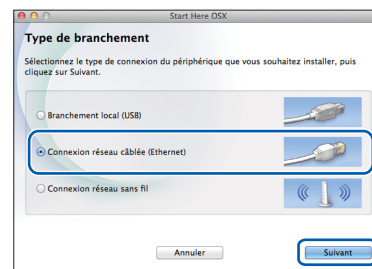 Start Here OSX
Type de branchement
Sélectionnez le type de connexion du périphérique que vous souhaitez installer, puis
cliquez sur Suivant.
Branchement local (USB)
Connexion réseau câblée (Ethernet)
Connexion réseau sans fil
Annuler
Suivant